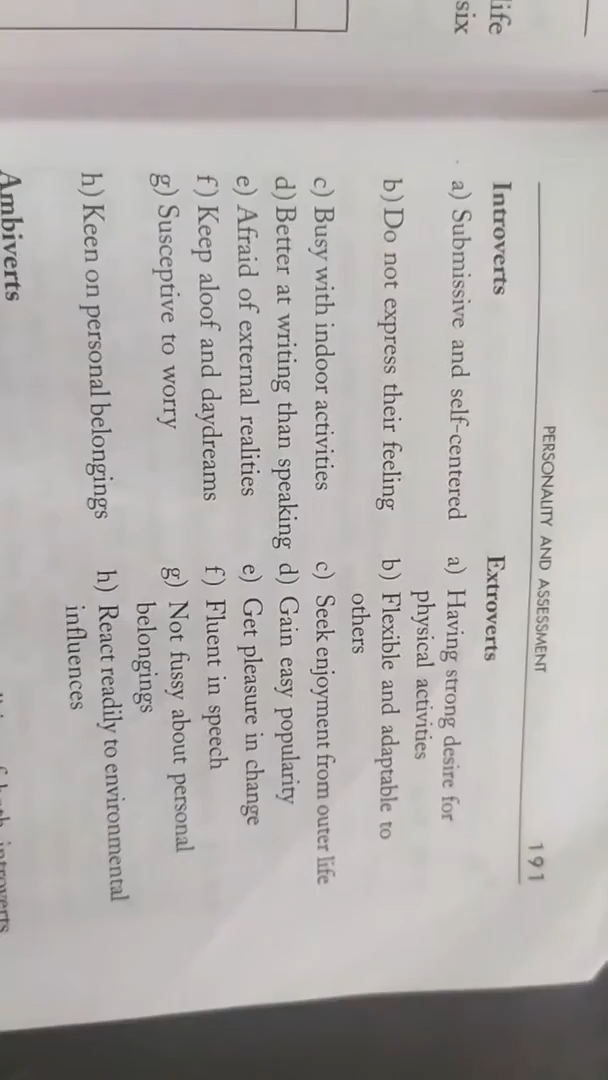 life
six
PERSONALITY AND ASSESSMENT
191
Introverts
a) Submissive and self-centered
b) Do not express their feeling
c) Busy with indoor activities
d) Better at writing than speaking
e) Afraid of external realities
f) Keep aloof and daydreams
g) Susceptive to worry
h) Keen on personal belongings
Extroverts
a) Having strong desire for
physical activities
b) Flexible and adaptable to
others
c) Seek enjoyment from outer life
d) Gain easy popularity
e) Get pleasure in change
f) Fluent in speech
g) Not fussy about personal
belongings
h) React readily to environmental
influences
Ambiverts
introverts